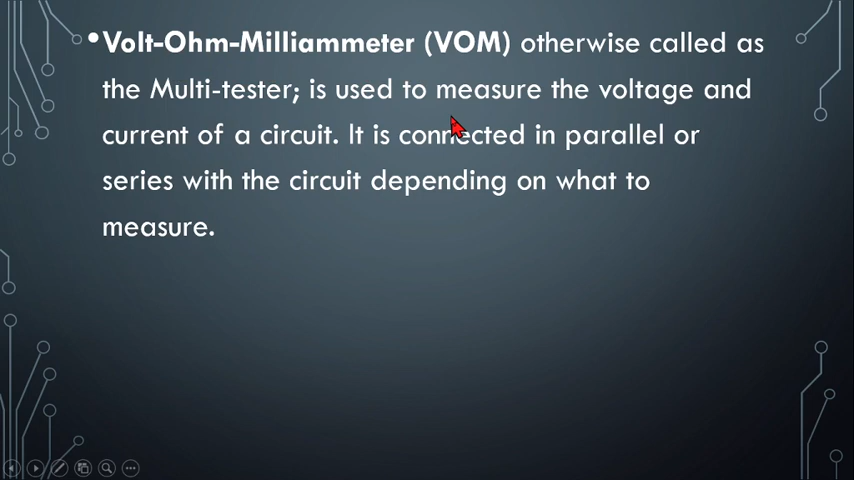 •Volt-Ohm-Milliammeter (VOM) otherwise called as
the Multi-tester; is used to measure the voltage and
current of a circuit. It is connected in parallel or
series with the circuit depending on what to
measure.